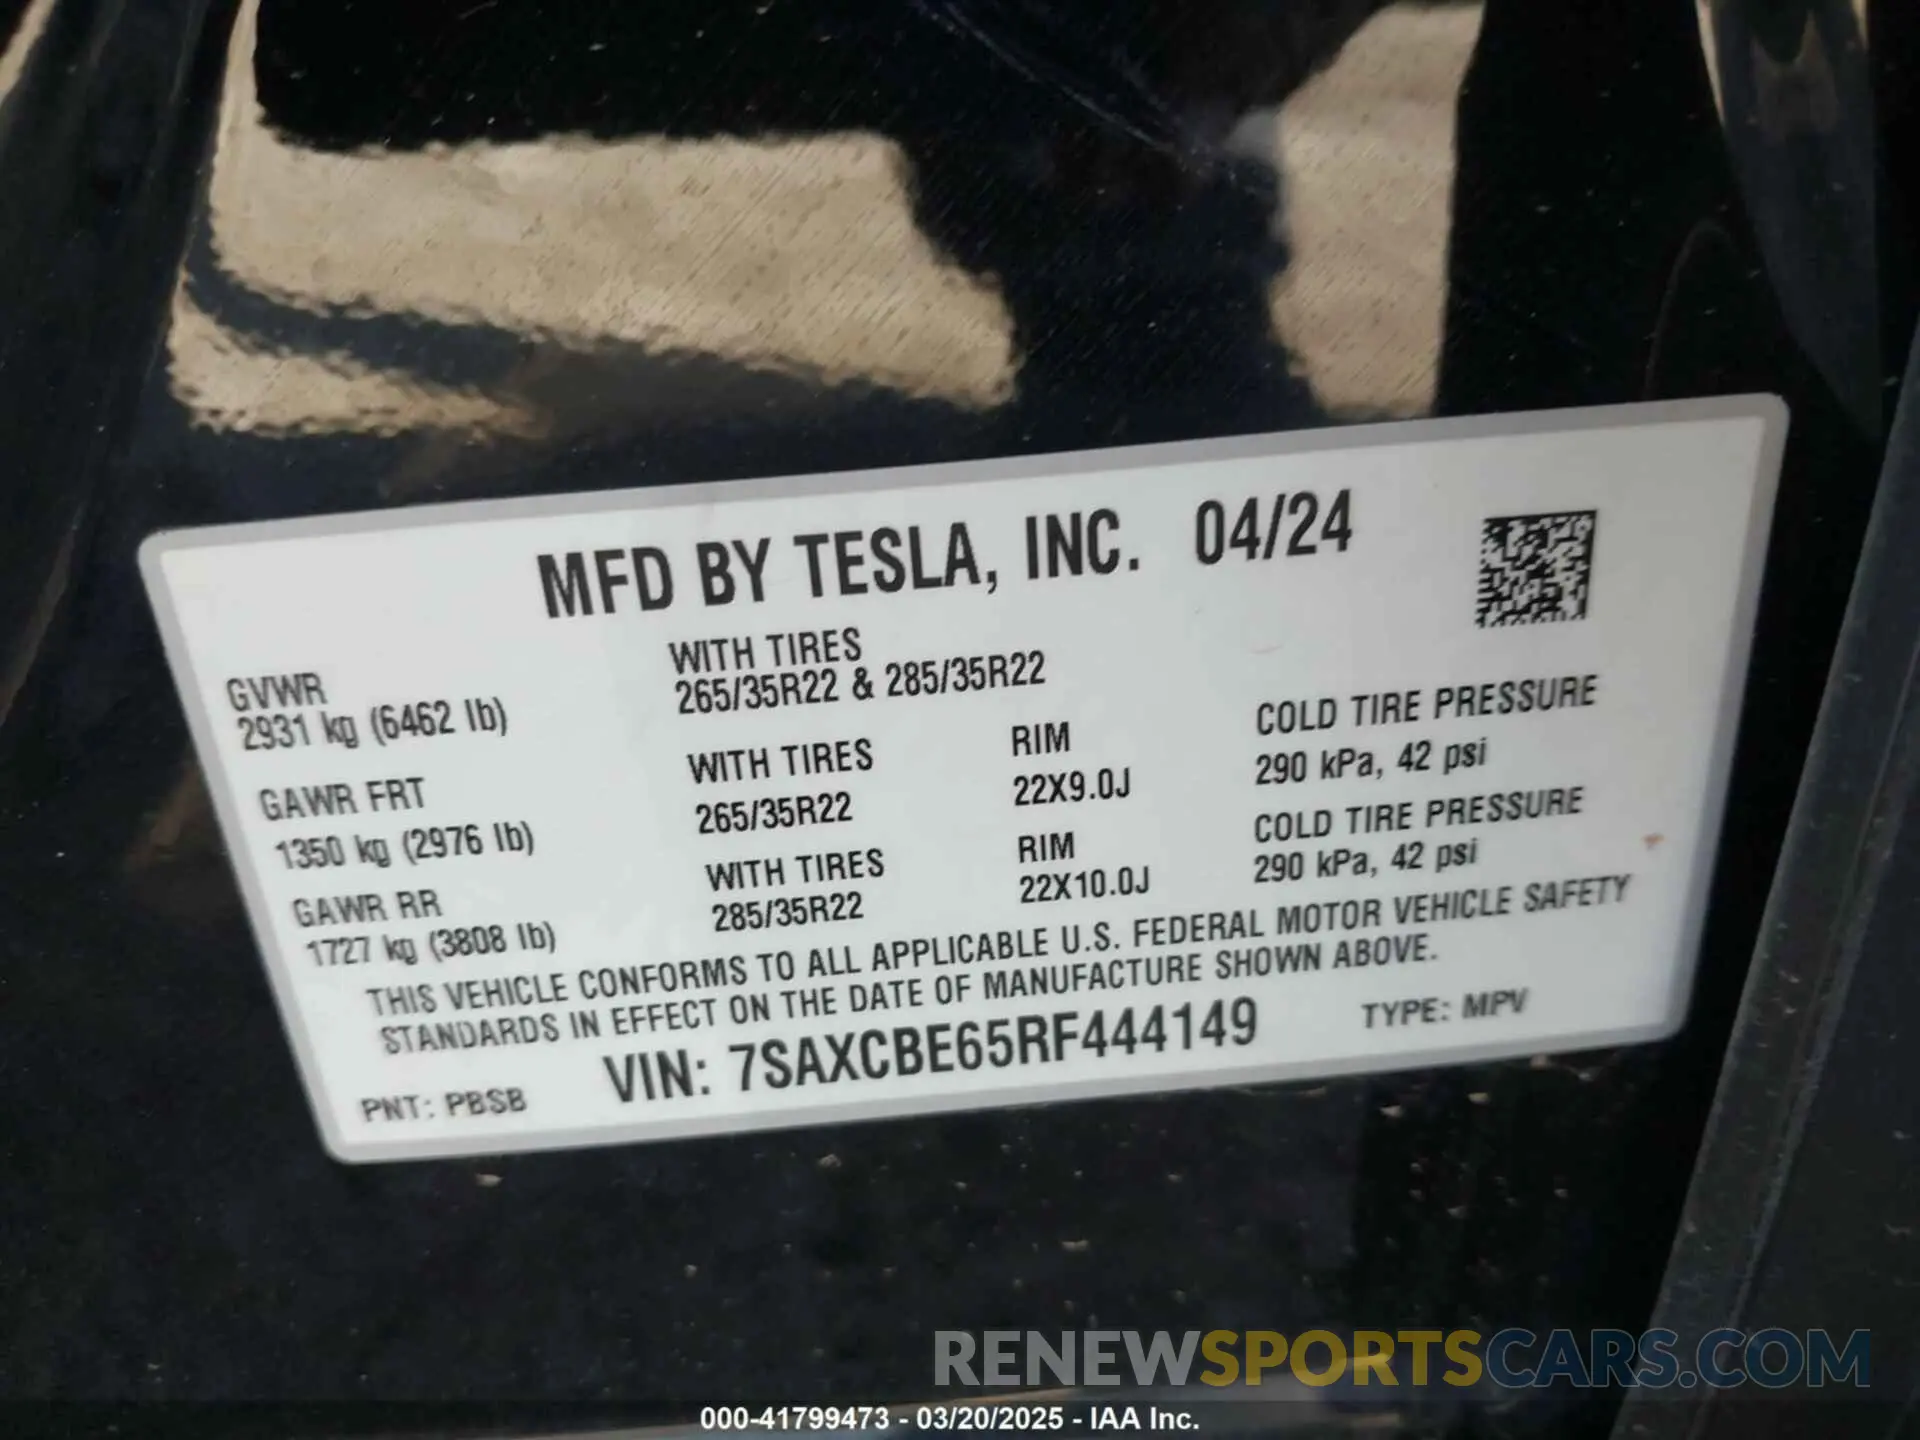 MFD BY TESLA, INC. 04/24
GVWR
2931 kg (6462 lb)
WITH TIRES
265/35R22 & 285/35R22
GAWR FRT
1350 kg (2976 lb)
WITH TIRES
265/35R22
RIM
22X9.0J
COLD TIRE PRESSURE
290 kPa, 42 psi
GAWR RR
1727 kg (3808 lb)
WITH TIRES
285/35R22
RIM
22X10.0J
COLD TIRE PRESSURE
290 kPa, 42 psi
THIS VEHICLE CONFORMS TO ALL APPLICABLE U.S. FEDERAL MOTOR VEHICLE SAFETY
STANDARDS IN EFFECT ON THE DATE OF MANUFACTURE SHOWN ABOVE.
PNT: PBSB
VIN: 7SAXCBE65RF444149
TYPE: MPV
RENEWSPORTSCARS.COM
000-41799473 - 03/20/2025 - IAA Inc.